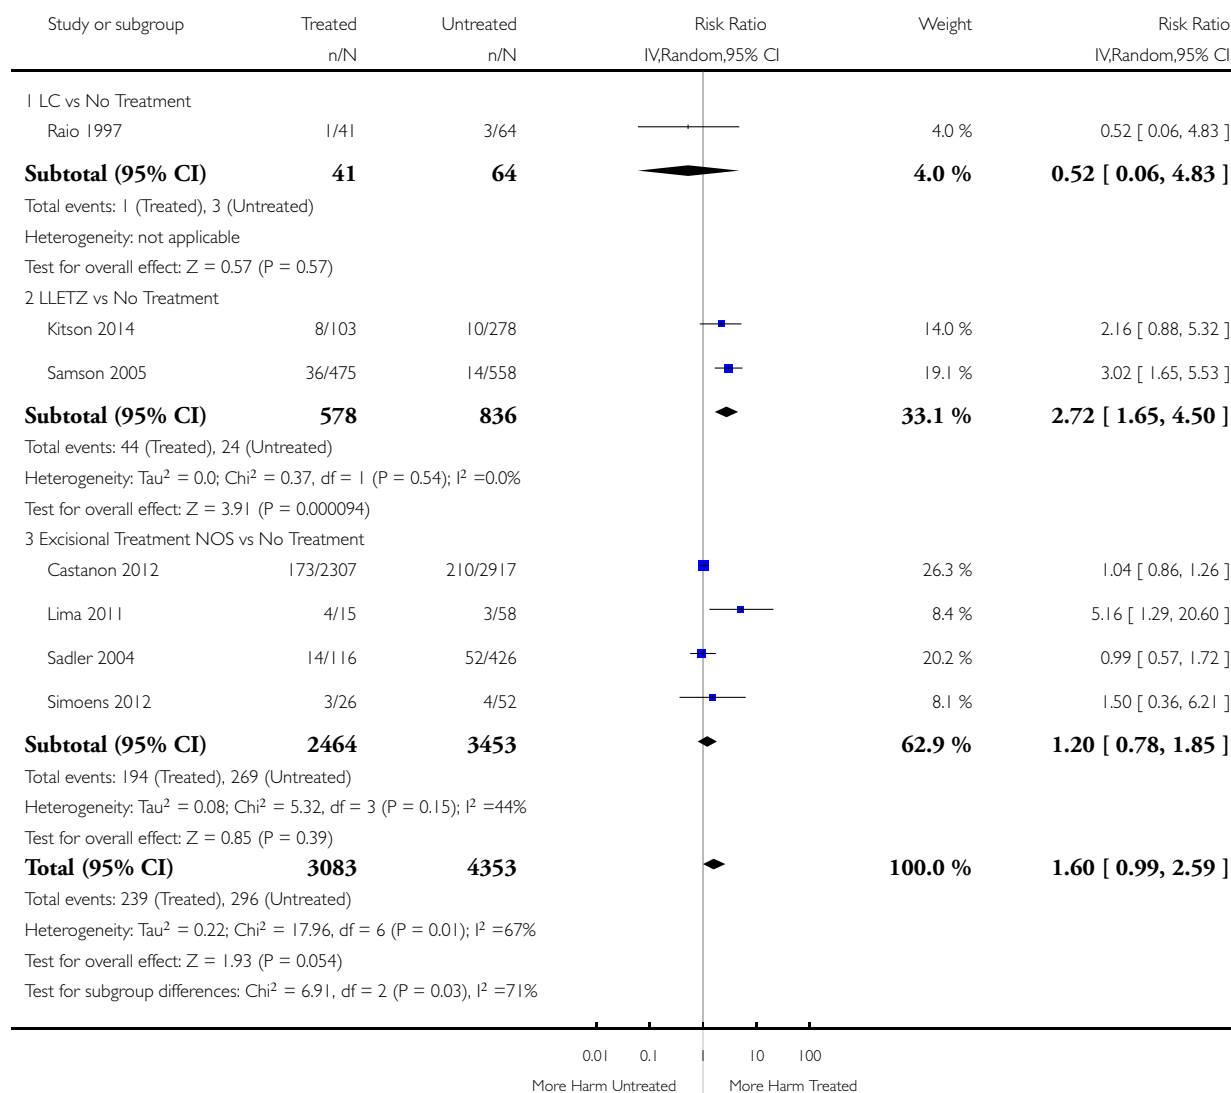 Study or subgroup Treated Untreated Risk Ratio Weight Risk Ratio
n/N n/N IV,Random,95% CI IV,Random,95% CI
1 LC vs No Treatment
Raio 1997 1/41 3/64 4.0 % 0.52 [ 0.06, 4.83 ]
Subtotal (95% CI) 41 64 4.0 % 0.52 [ 0.06, 4.83 ]
Total events: 1 (Treated), 3 (Untreated)
Heterogeneity: not applicable
Test for overall effect: Z = 0.57 (P = 0.57)
2 LLETZ vs No Treatment
Kitson 2014 8/103 10/278 14.0 % 2.16 [ 0.88, 5.32 ]
Samson 2005 36/475 14/558 19.1 % 3.02 [ 1.65, 5.53 ]
Subtotal (95% CI) 578 836 33.1 % 2.72 [ 1.65, 4.50 ]
Total events: 44 (Treated), 24 (Untreated)
Heterogeneity: Tau² = 0.0; Chi² = 0.37, df = 1 (P = 0.54); I² =0.0%
Test for overall effect: Z = 3.91 (P = 0.000094)
3 Excisional Treatment NOS vs No Treatment
Castanon 2012 173/2307 210/2917 26.3 % 1.04 [ 0.86, 1.26 ]
Lima 2011 4/15 3/58 8.4 % 5.16 [ 1.29, 20.60 ]
Sadler 2004 14/116 52/426 20.2 % 0.99 [ 0.57, 1.72 ]
Simoens 2012 3/26 4/52 8.1 % 1.50 [ 0.36, 6.21 ]
Subtotal (95% CI) 2464 3453 62.9 % 1.20 [ 0.78, 1.85 ]
Total events: 194 (Treated), 269 (Untreated)
Heterogeneity: Tau² = 0.08; Chi² = 5.32, df = 3 (P = 0.15); I² =44%
Test for overall effect: Z = 0.85 (P = 0.39)
Total (95% CI) 3083 4353 100.0 % 1.60 [ 0.99, 2.59 ]
Total events: 239 (Treated), 296 (Untreated)
Heterogeneity: Tau² = 0.22; Chi² = 17.96, df = 6 (P = 0.01); I² =67%
Test for overall effect: Z = 1.93 (P = 0.054)
Test for subgroup differences: Chi² = 6.91, df = 2 (P = 0.03), I² =71%
0.01 0.1 1 10 100
More Harm Untreated More Harm Treated